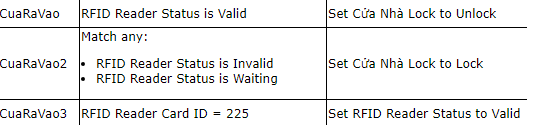 CuaRaVao RFID Reader Status is Valid Set Cửa Nhà Lock to Unlock
Match any:
CuaRaVao2 • RFID Reader Status is Invalid Set Cửa Nhà Lock to Lock
• RFID Reader Status is Waiting
CuaRaVao3 RFID Reader Card ID = 225 Set RFID Reader Status to Valid